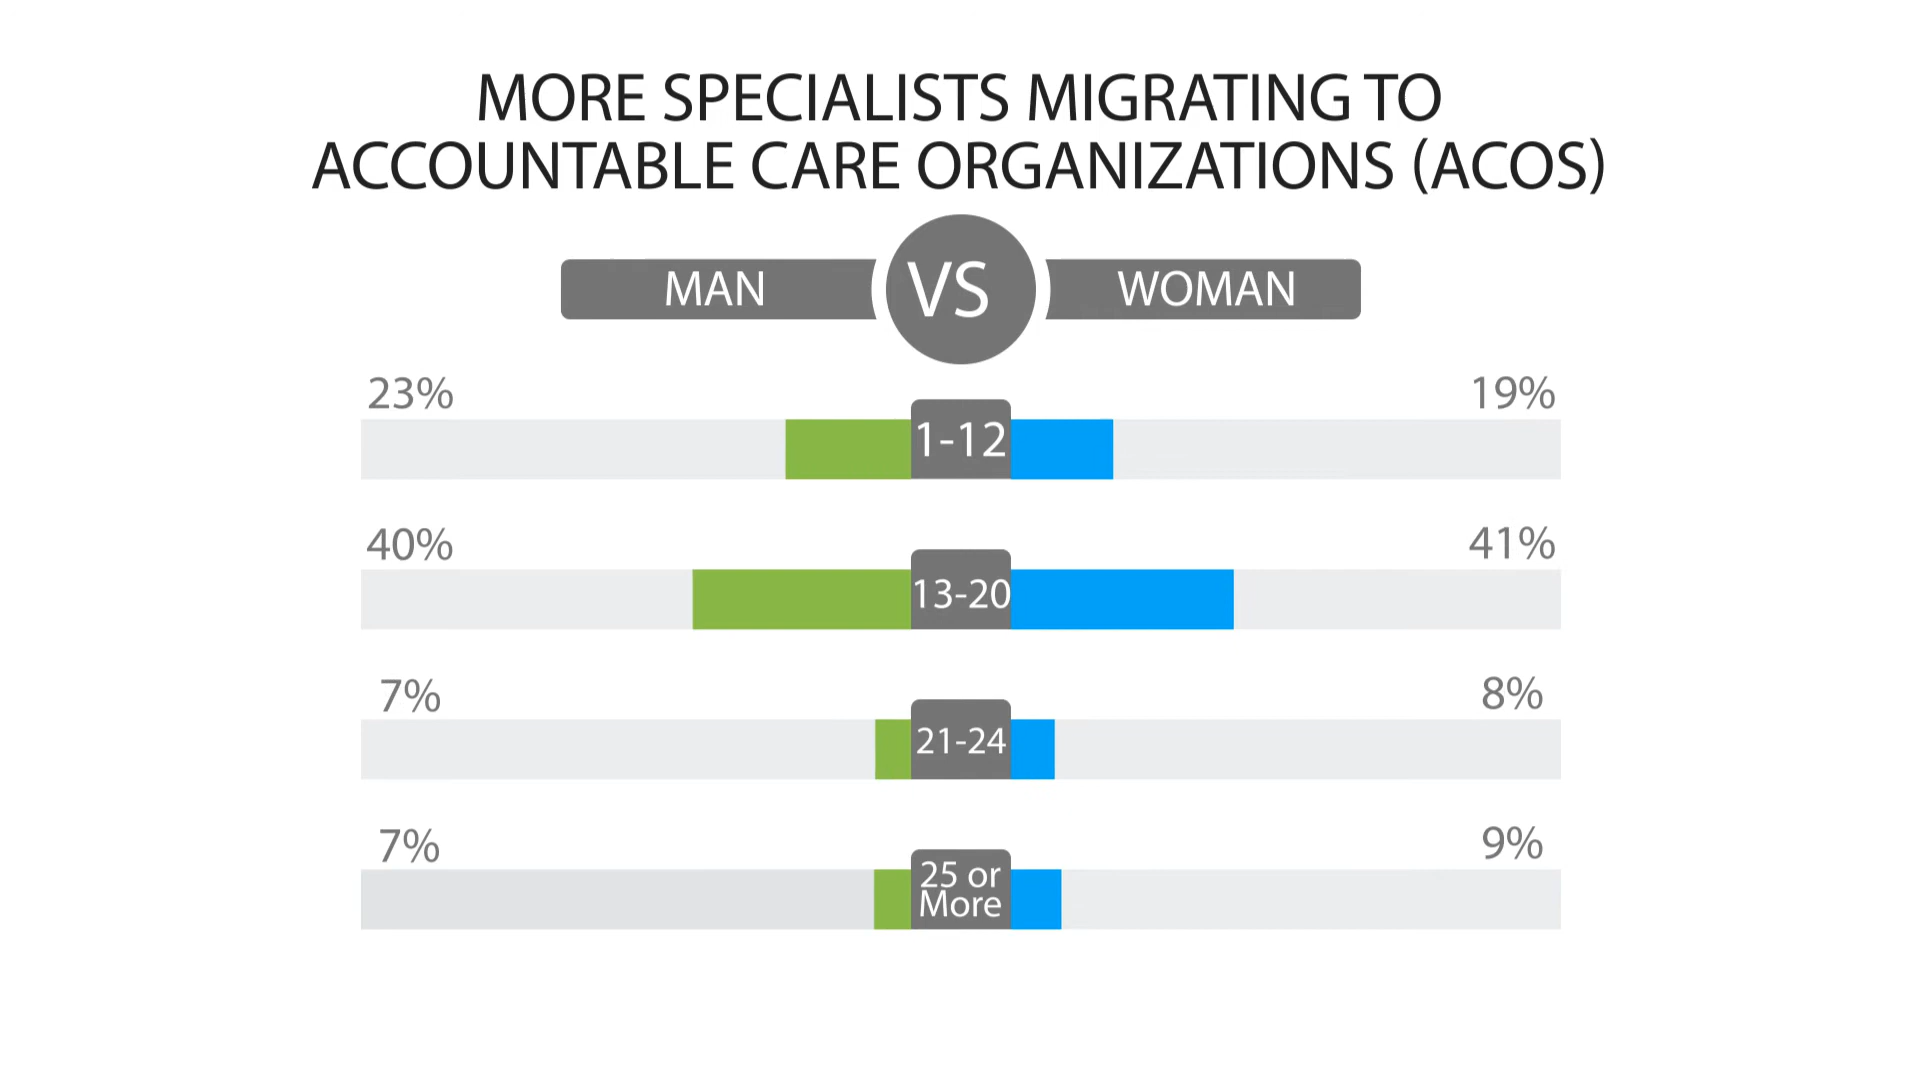 MORE SPECIALISTS MIGRATING TO
ACCOUNTABLE CARE ORGANIZATIONS (ACOS)
MAN VS WOMAN
23% 19%
1-12
40% 41%
13-20
7% 8%
21-24
7% 9%
25 or
More